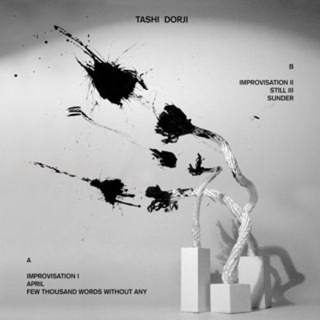 TASHI DORJI
B
IMPROVISATION II
STILL III
SUNDER
A
IMPROVISATION I
APRIL
FEW THOUSAND WORDS WITHOUT ANY